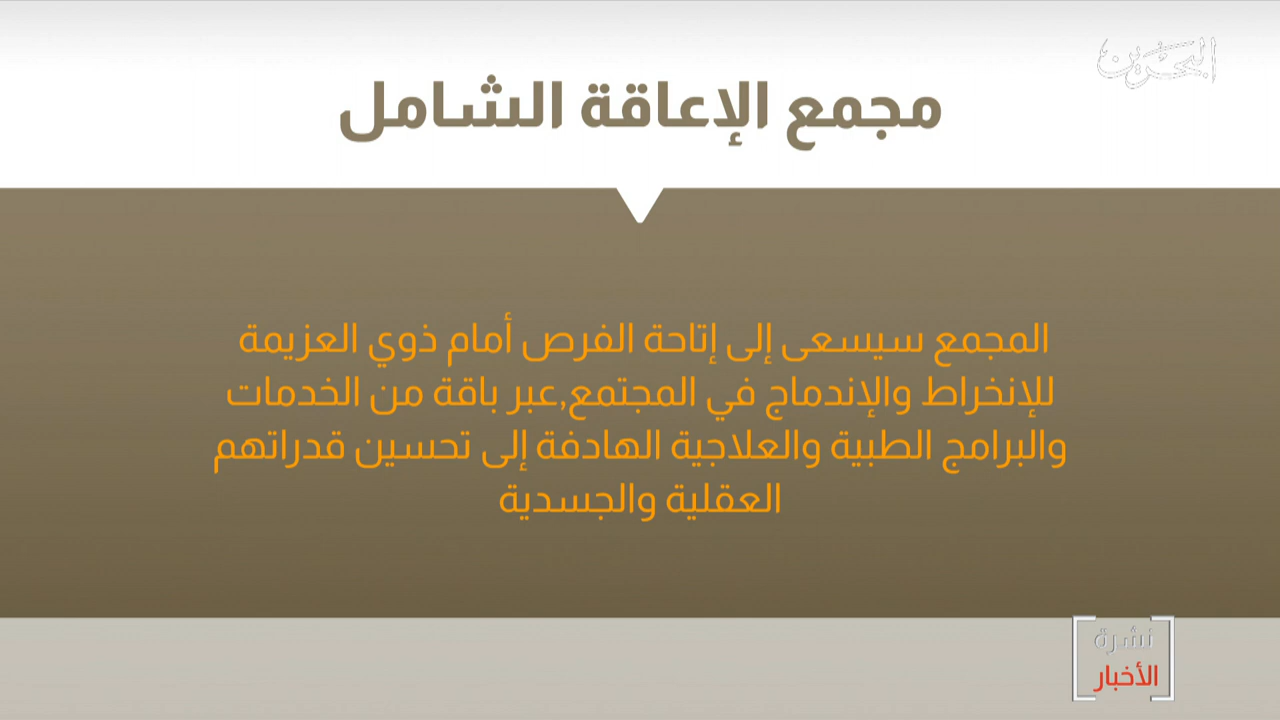 البحرين
مجمع الإعاقة الشامل
المجمع سيسعى إلى إتاحة الفرص أمام ذوي العزيمة
للإنخراط والإندماج في المجتمع,عبر باقة من الخدمات
والبرامج الطبية والعلاجية الهادفة إلى تحسين قدراتهم
العقلية والجسدية
نشرة
الأخبار